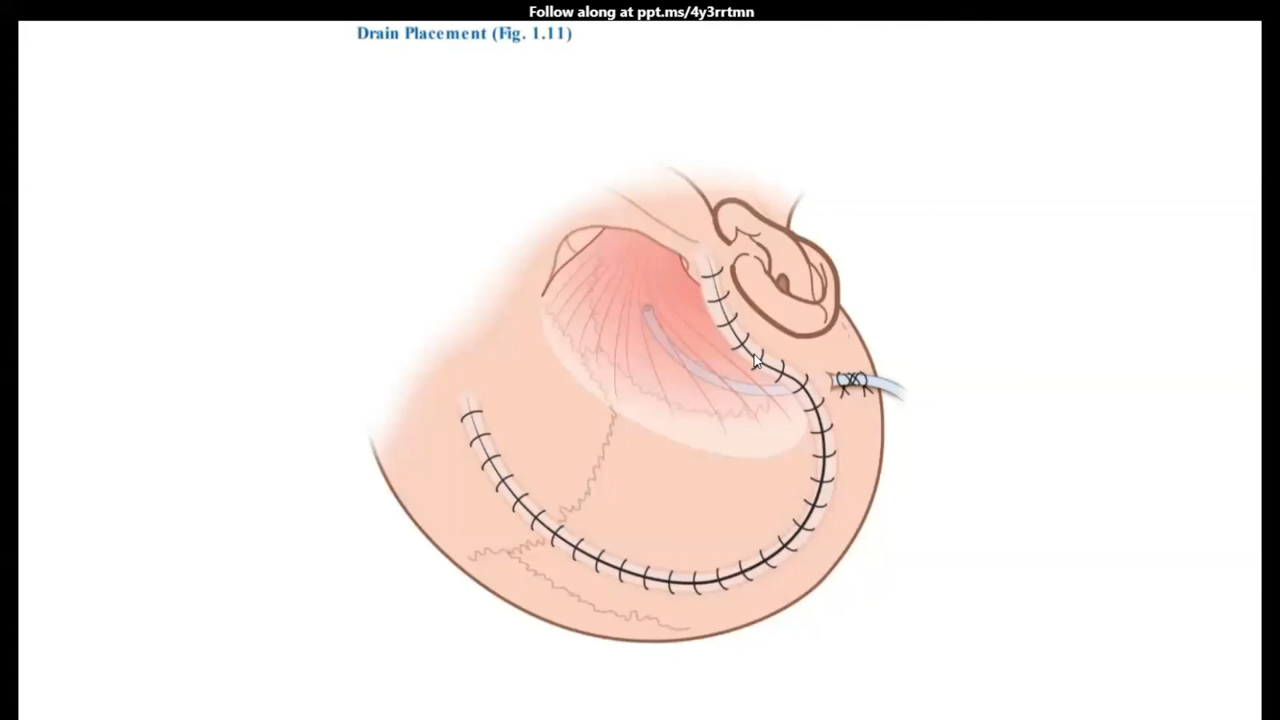 Follow along at ppt.ms/4y3rrtmn
Drain Placement (Fig. 1.11)